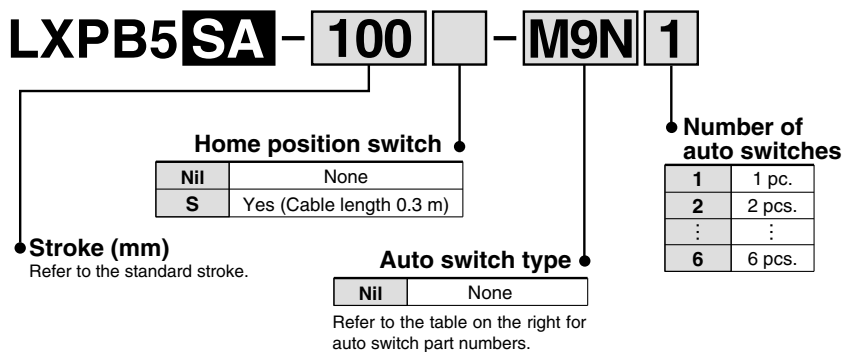 LXPB5 SA - 100 - M9N 1
Home position switch
Nil None
S Yes (Cable length 0.3 m)
Number of
auto switches
1 1 pc.
2 2 pcs.
⋮ ⋮
6 6 pcs.
Stroke (mm)
Refer to the standard stroke.
Auto switch type
Nil None
Refer to the table on the right for
auto switch part numbers.